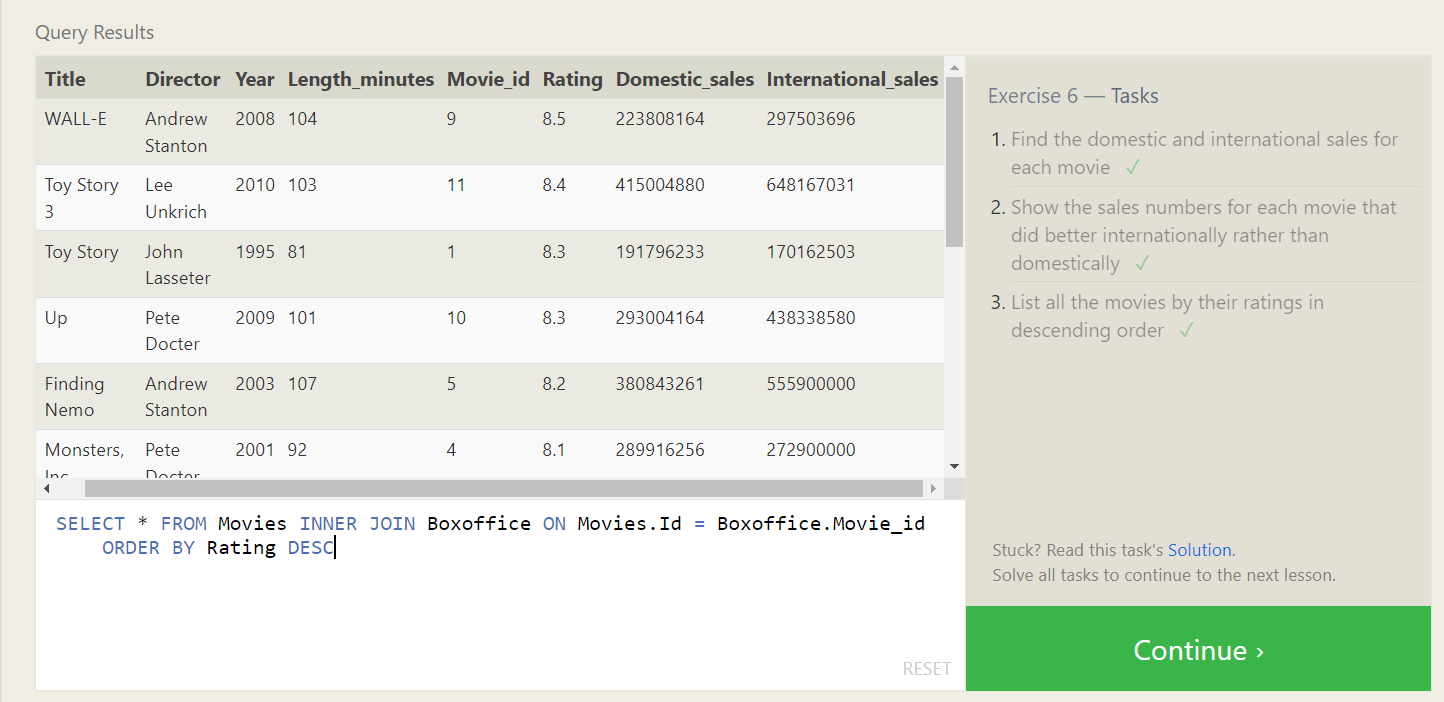 Query Results
Title Director Year Length_minutes Movie_id Rating Domestic_sales International_sales
WALL-E Andrew Stanton 2008 104 9 8.5 223808164 297503696
Toy Story 3 Lee Unkrich 2010 103 11 8.4 415004880 648167031
Toy Story John Lasseter 1995 81 1 8.3 191796233 170162503
Up Pete Docter 2009 101 10 8.3 293004164 438338580
Finding Nemo Andrew Stanton 2003 107 5 8.2 380843261 555900000
Monsters, Inc Pete Docter 2001 92 4 8.1 289916256 272900000
SELECT * FROM Movies INNER JOIN Boxoffice ON Movies.Id = Boxoffice.Movie_id
ORDER BY Rating DESC
RESET
Exercise 6 — Tasks
1. Find the domestic and international sales for
each movie ✓
2. Show the sales numbers for each movie that
did better internationally rather than
domestically ✓
3. List all the movies by their ratings in
descending order ✓
Stuck? Read this task's Solution.
Solve all tasks to continue to the next lesson.
Continue ›